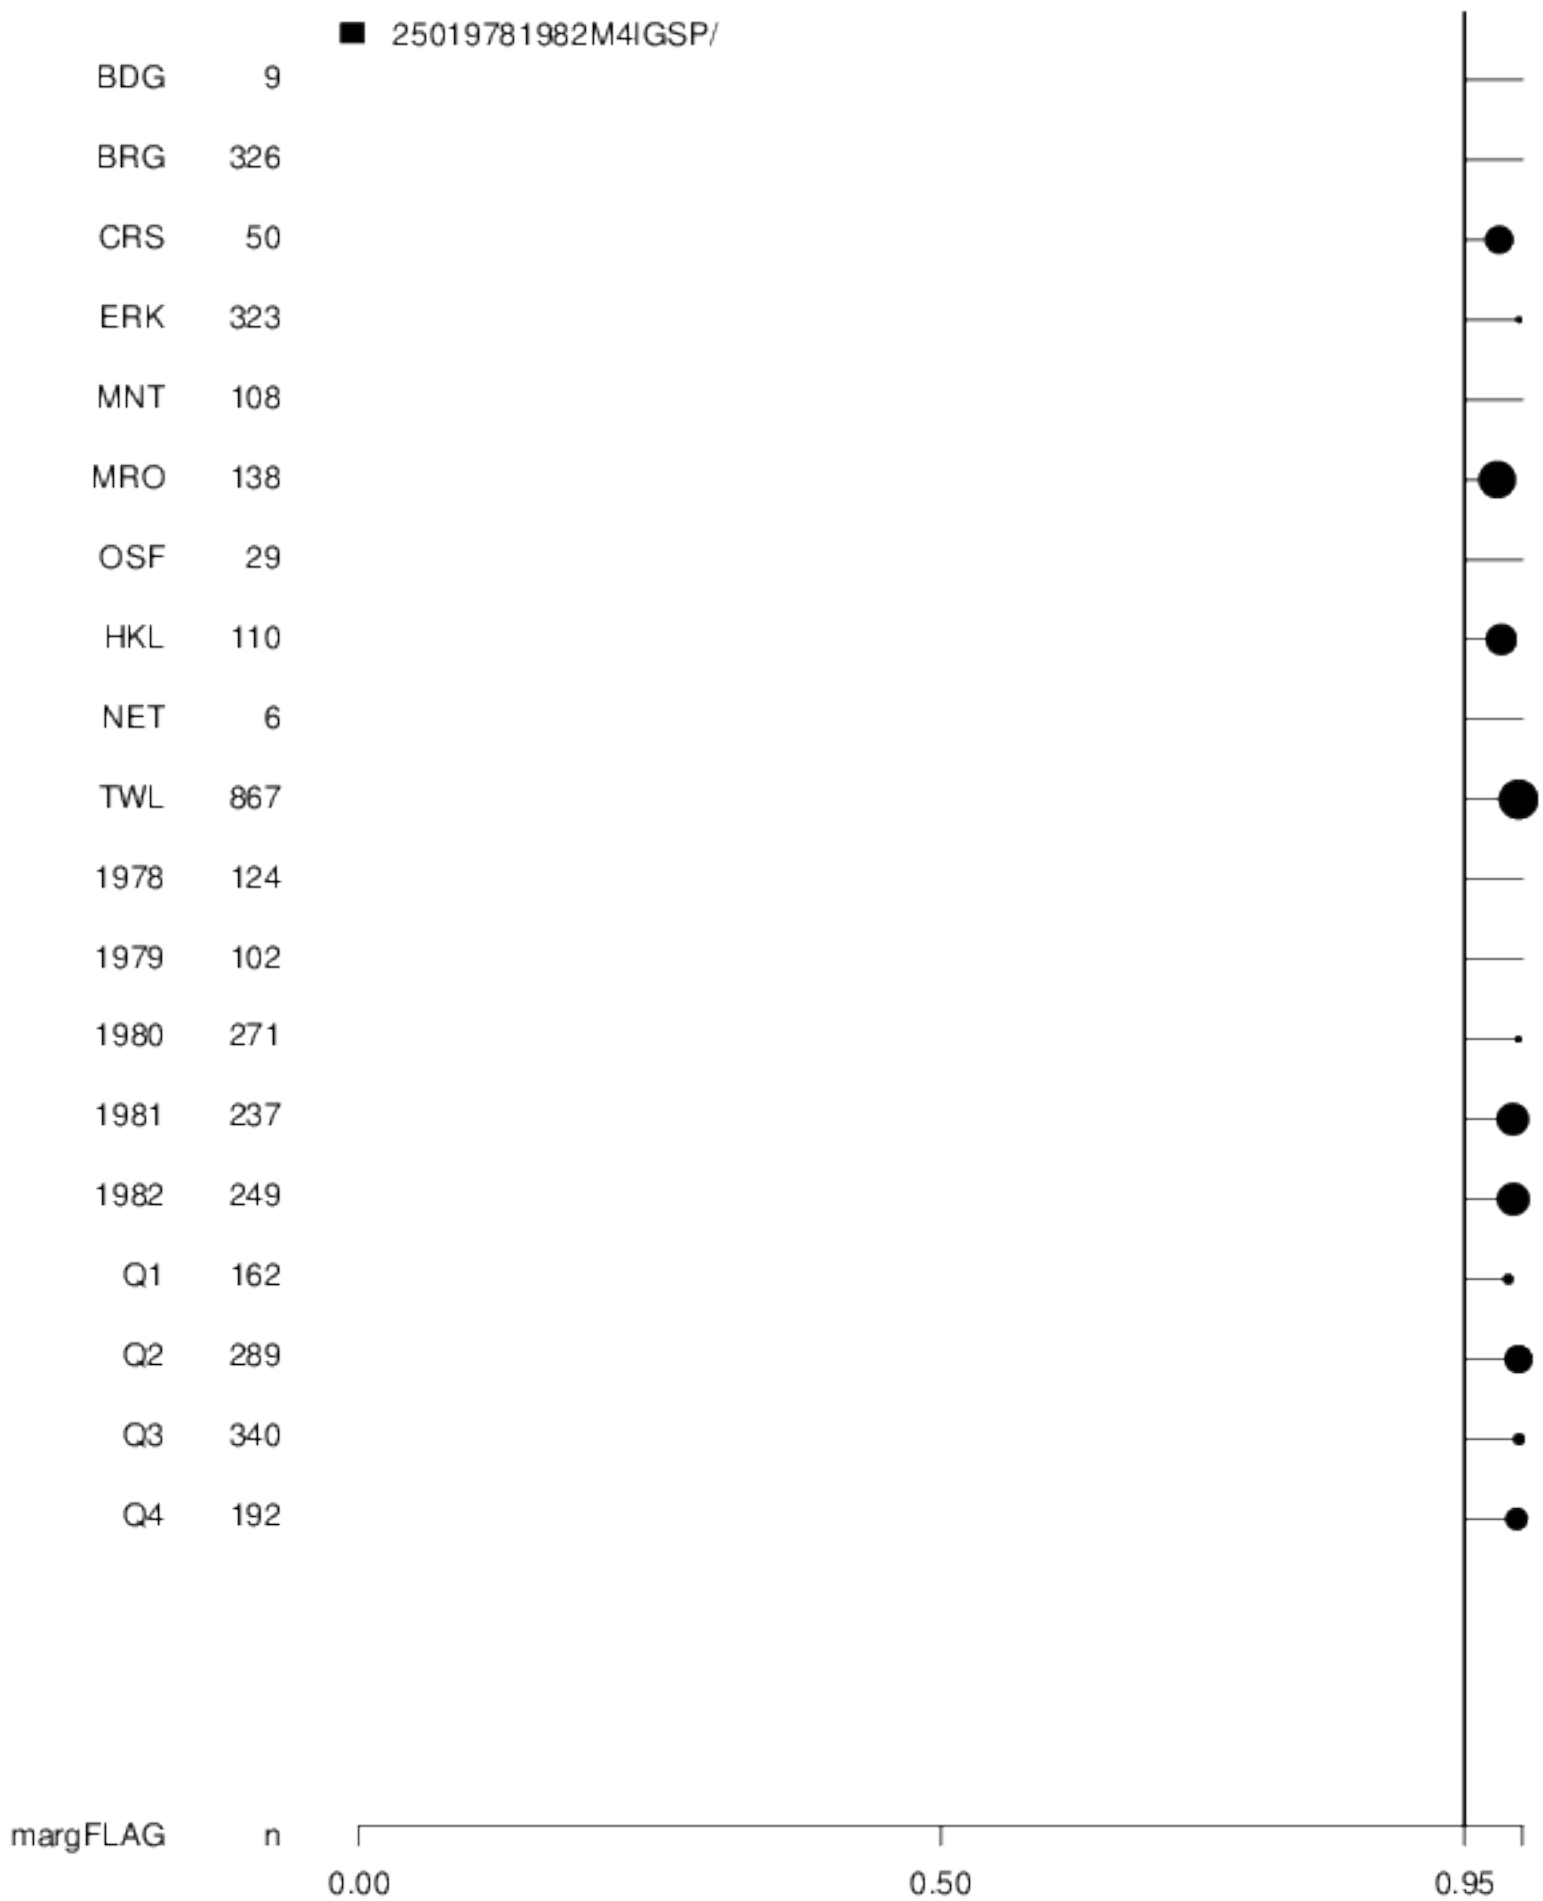 25019781982M4IGSP/
BDG 9
BRG 326
CRS 50
ERK 323
MNT 108
MRO 138
OSF 29
HKL 110
NET 6
TWL 867
1978 124
1979 102
1980 271
1981 237
1982 249
Q1 162
Q2 289
Q3 340
Q4 192
margFLAG n
0.00 0.50 0.95